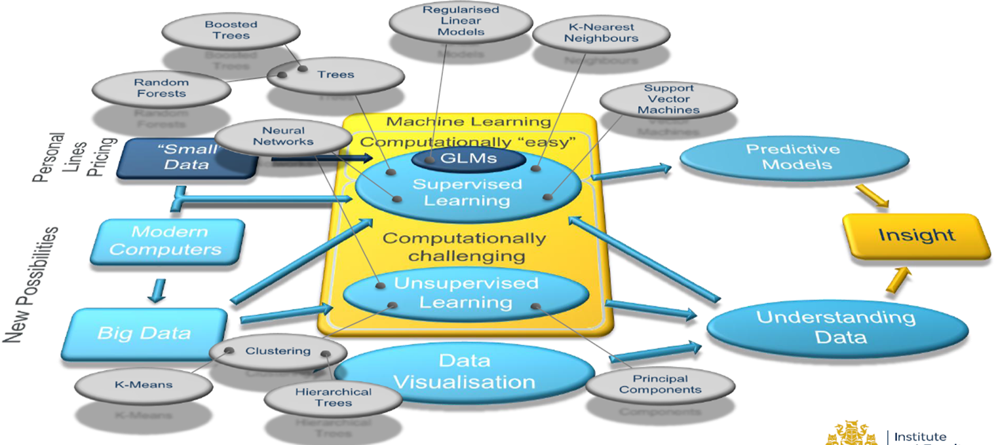 Boosted
Trees
Regularised
Linear
Models
K-Nearest
Neighbours
Random
Forests
Trees
Support
Vector
Machines
Neural
Networks
Personal
Lines
Pricing
"Small"
Data
Machine Learning
Computationally "easy"
GLMs
Supervised
Learning
Predictive
Models
New Possibilities
Modern
Computers
Computationally
challenging
Insight
Big Data
Unsupervised
Learning
Understanding
Data
Clustering
Data
Visualisation
K-Means
Hierarchical
Trees
Principal
Components
Institute